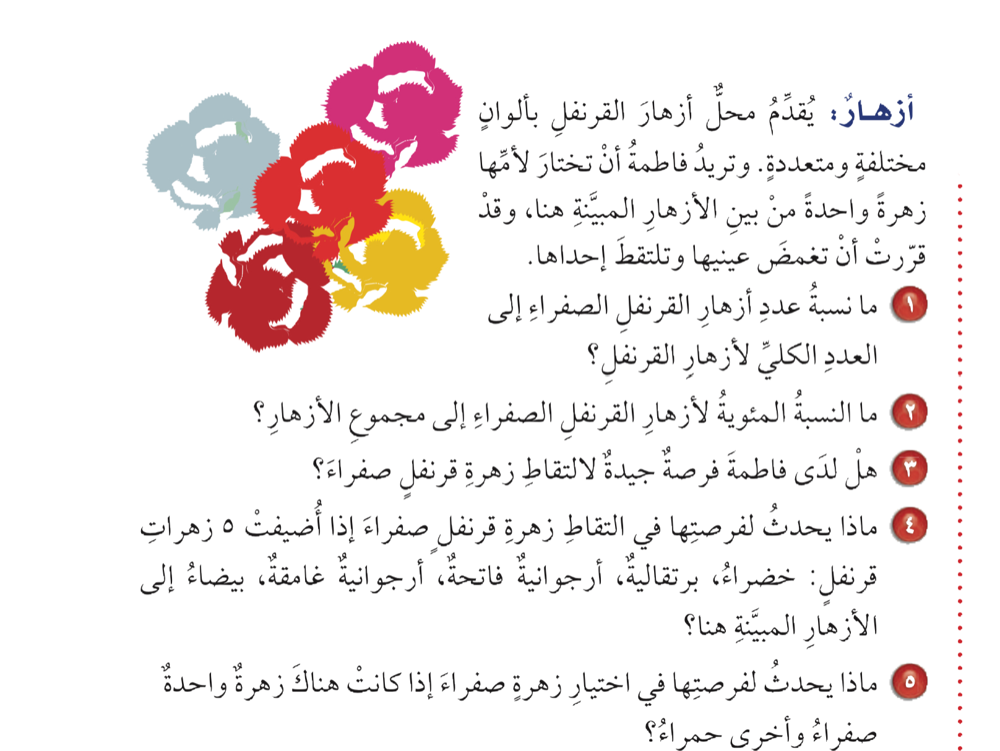 أزهـارٌ: يُقدِّمُ محلٌّ أزهارَ القرنفلِ بألوانٍ
مختلفةٍ ومتعددةٍ. وتريدُ فاطمةُ أنْ تختارَ لأمِّها
زهرةً واحدةً منْ بينِ الأزهارِ المبيَّنةِ هنا، وقدْ
قرّرتْ أنْ تغمضَ عينيها وتلتقطَ إحداها.
١ ما نسبةُ عددِ أزهارِ القرنفلِ الصفراءِ إلى
العددِ الكليِّ لأزهارِ القرنفلِ؟
٢ ما النسبةُ المئويةُ لأزهارِ القرنفلِ الصفراءِ إلى مجموعِ الأزهارِ؟
٣ هلْ لدَى فاطمةَ فرصةٌ جيدةٌ لالتقاطِ زهرةِ قرنفلٍ صفراءَ؟
٤ ماذا يحدثُ لفرصتِها في التقاطِ زهرةِ قرنفلٍ صفراءَ إذا أُضيفتْ ٥ زهراتِ
قرنفلٍ: خضراءُ، برتقاليةٌ، أرجوانيةٌ فاتحةٌ، أرجوانيةٌ غامقةٌ، بيضاءُ إلى
الأزهارِ المبيَّنةِ هنا؟
٥ ماذا يحدثُ لفرصتِها في اختيارِ زهرةٍ صفراءَ إذا كانتْ هناكَ زهرةٌ واحدةٌ
صفراءُ وأخرى حمراءُ؟